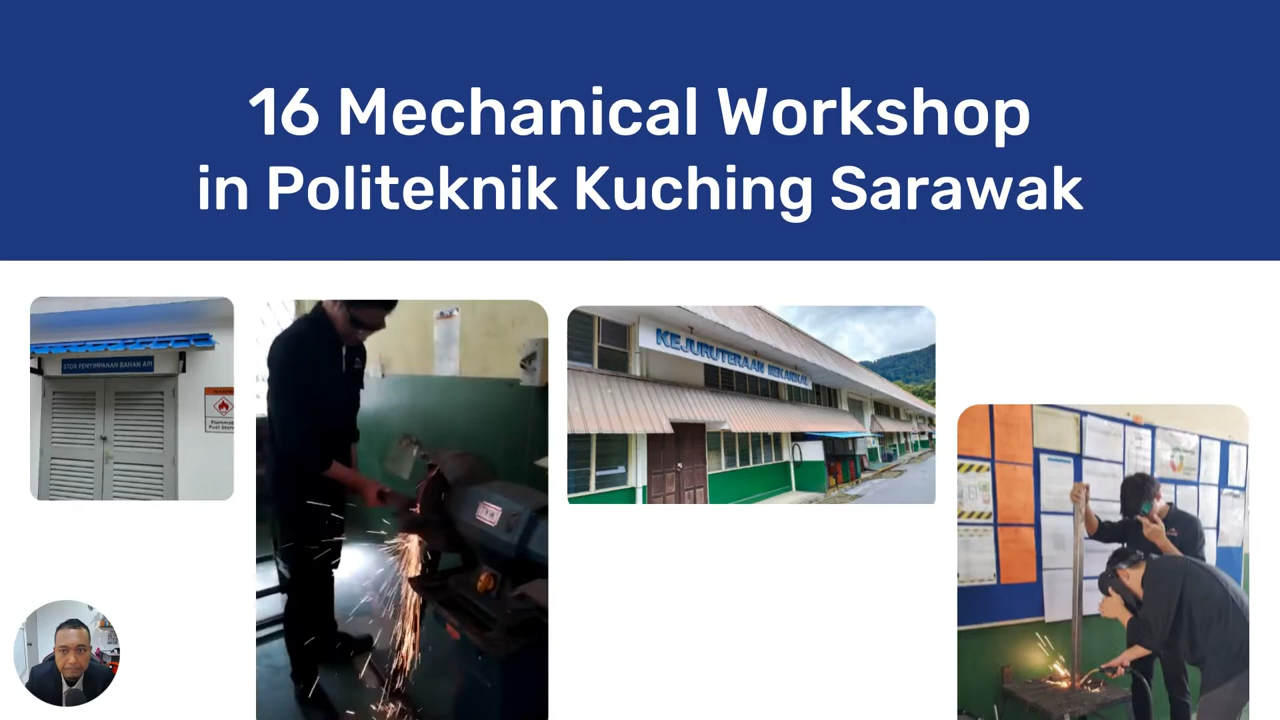 16 Mechanical Workshop
in Politeknik Kuching Sarawak
STOR PENYIMPANAN BAHAN API
KEJURUTERAAN MEKANIKAL